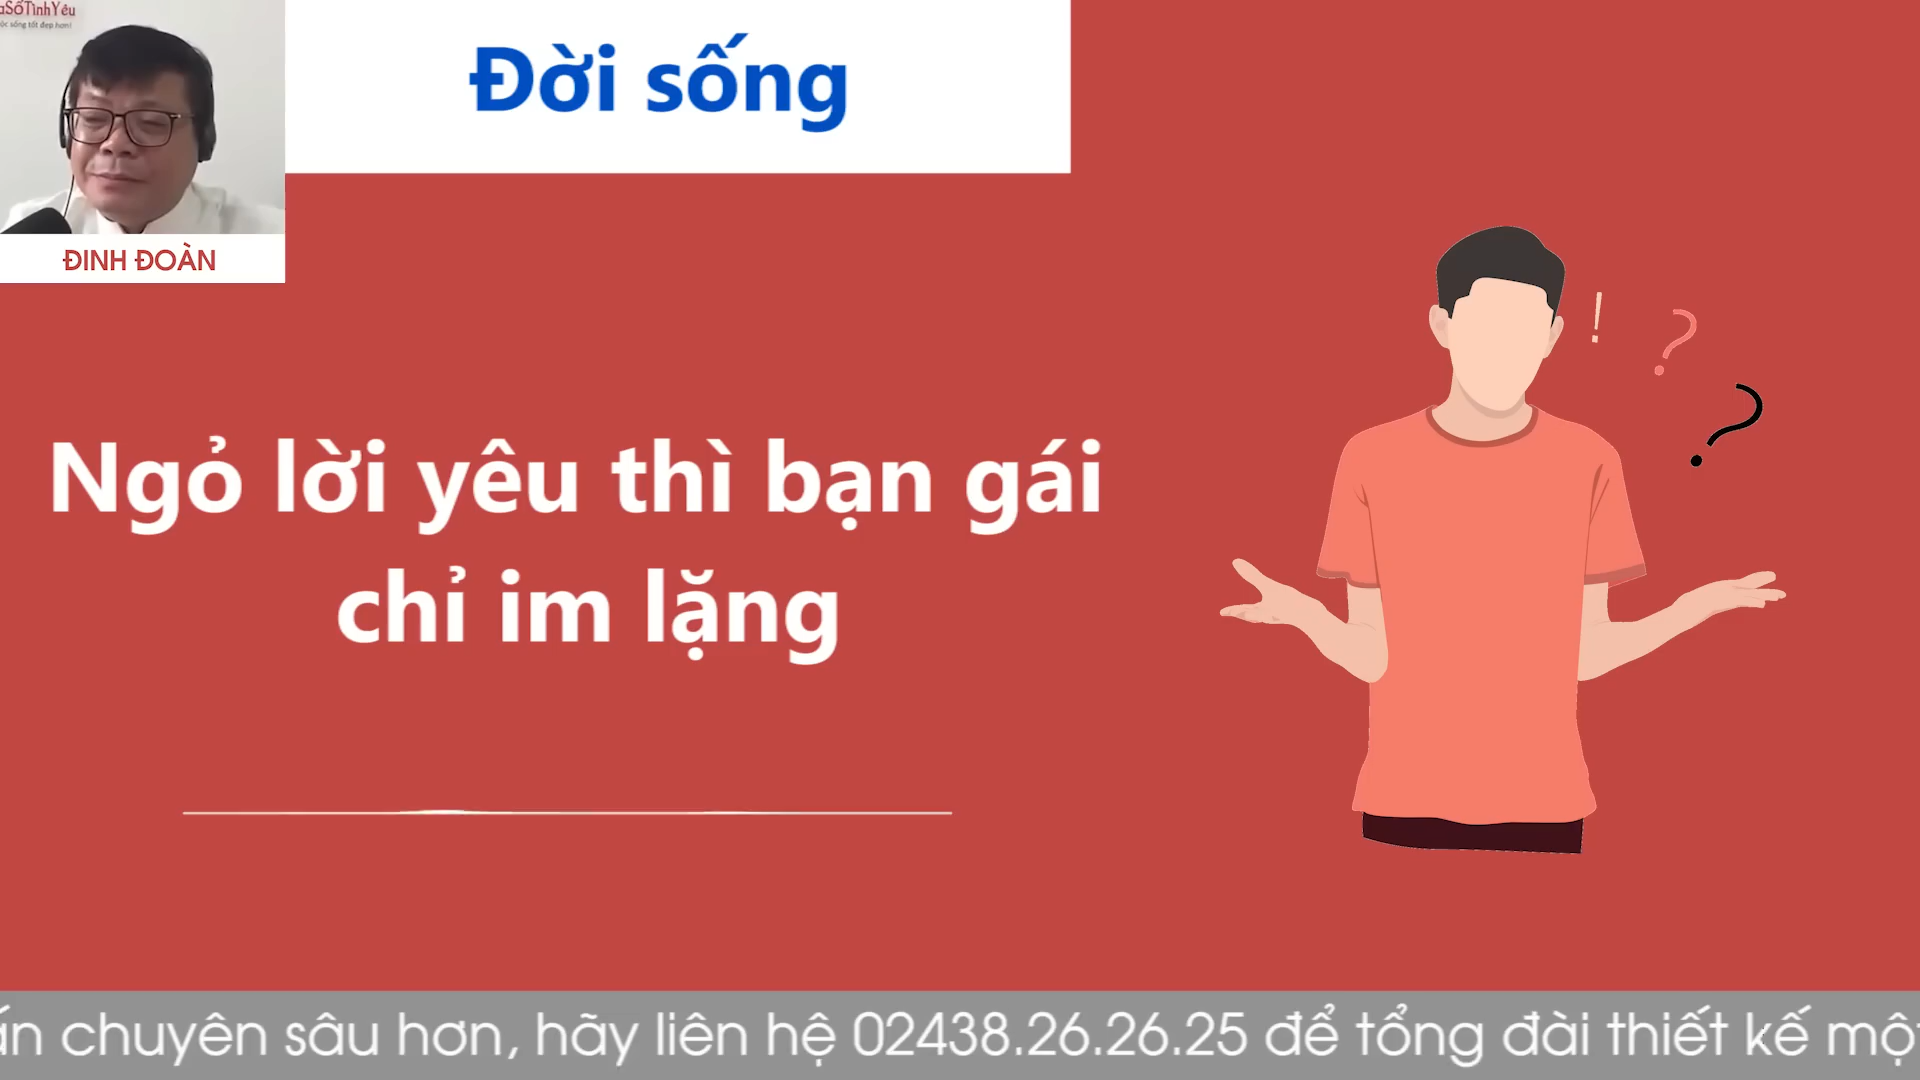 Đời sống
ĐINH ĐOÀN
Ngỏ lời yêu thì bạn gái
chỉ im lặng
chuyên sâu hơn, hãy liên hệ 02438.26.26.25 để tổng đài thiết kế